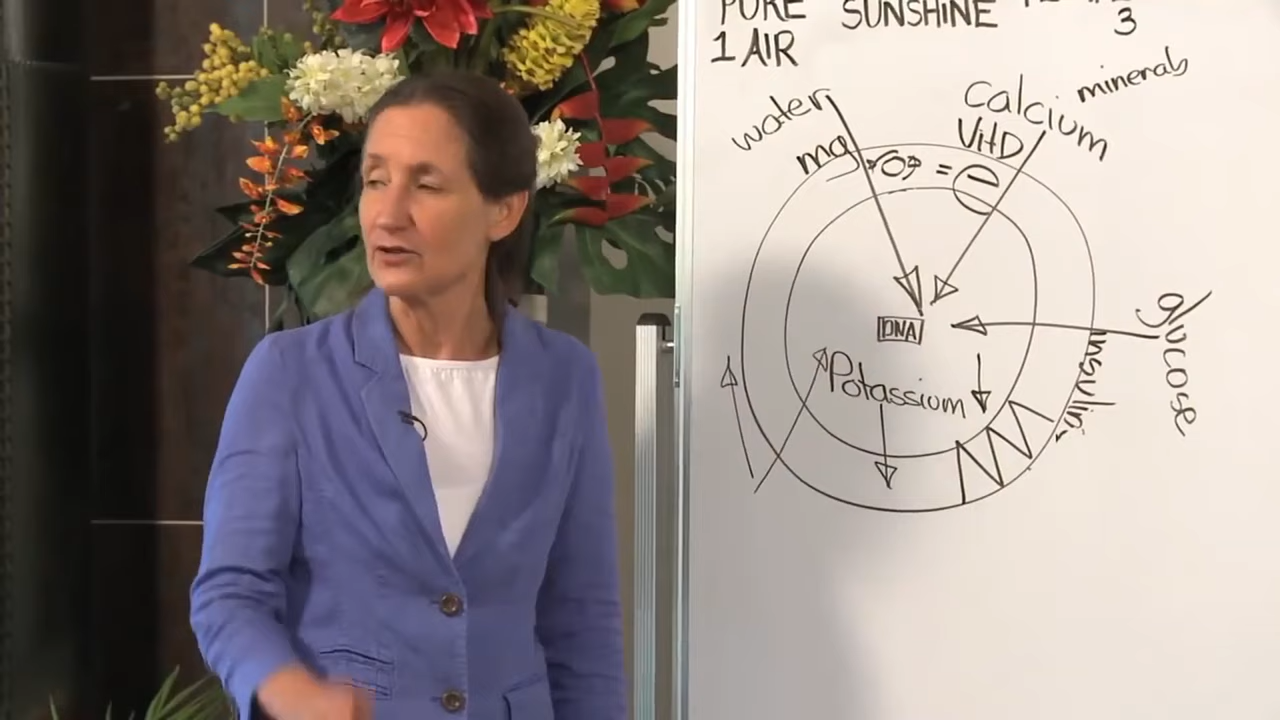 PURE SUNSHINE
3
1 AIR
water
Calcium
minerals
VitD
mg
=
DNA
glucose
insulin
Potassium